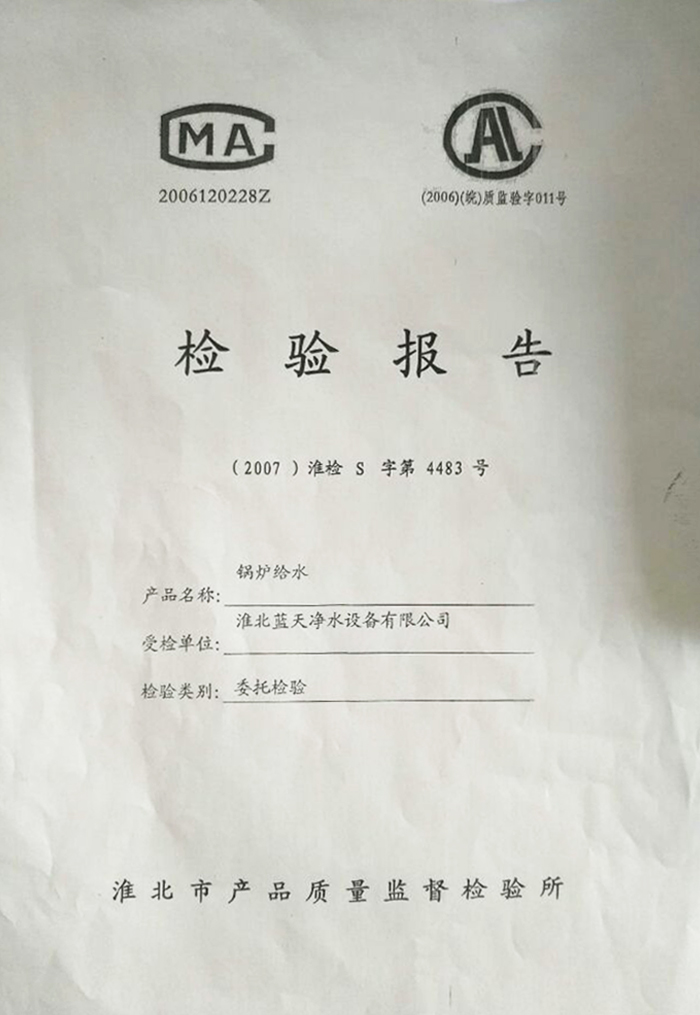 MA
CAL
2006120228Z
(2006)(皖)质监验字011号
检验报告
(2007)淮检 S 字第 4483 号
产品名称: 锅炉给水
受检单位: 淮北蓝天净水设备有限公司
检验类别: 委托检验
淮北市产品质量监督检验所